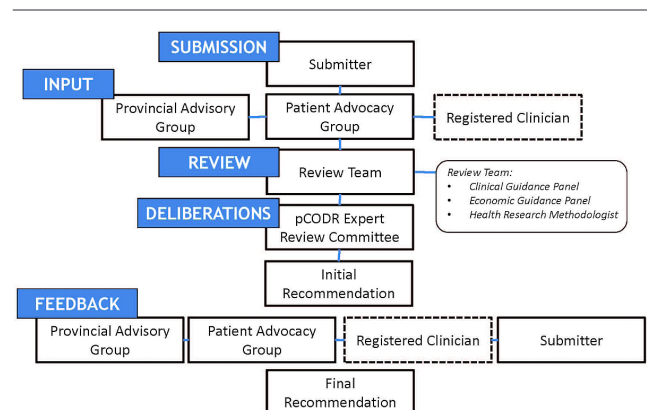 SUBMISSION
Submitter
INPUT
Provincial Advisory
Group
Patient Advocacy
Group
Registered Clinician
REVIEW
Review Team
Review Team:
• Clinical Guidance Panel
• Economic Guidance Panel
• Health Research Methodologist
DELIBERATIONS
pCODR Expert
Review Committee
Initial
Recommendation
FEEDBACK
Provincial Advisory
Group
Patient Advocacy
Group
Registered Clinician
Submitter
Final
Recommendation